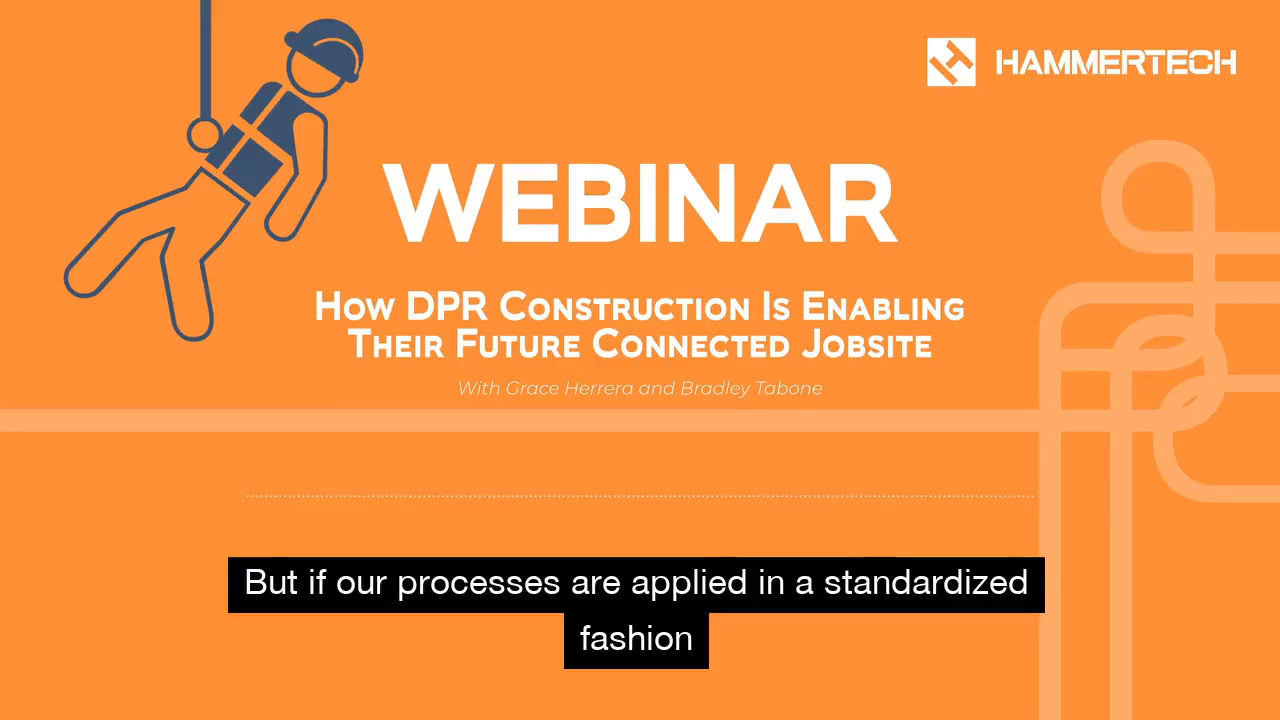 HAMMERTECH
WEBINAR
How DPR Construction Is Enabling
Their Future Connected Jobsite
With Grace Herrera and Bradley Tabone
But if our processes are applied in a standardized
fashion